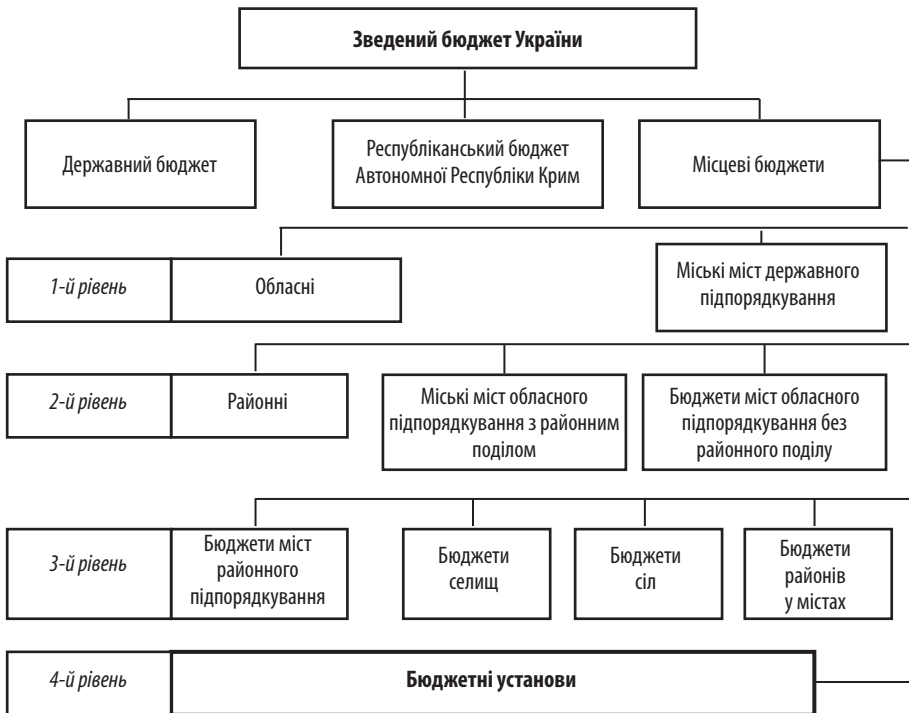 Зведений бюджет України
Державний бюджет
Республіканський бюджет
Автономної Республіки Крим
Місцеві бюджети
1-й рівень
Обласні
Міські міст державного
підпорядкування
2-й рівень
Районні
Міські міст обласного
підпорядкування з районним
поділом
Бюджети міст обласного
підпорядкування без
районного поділу
3-й рівень
Бюджети міст
районного
підпорядкування
Бюджети
селищ
Бюджети
сіл
Бюджети
районів
у містах
4-й рівень
Бюджетні установи